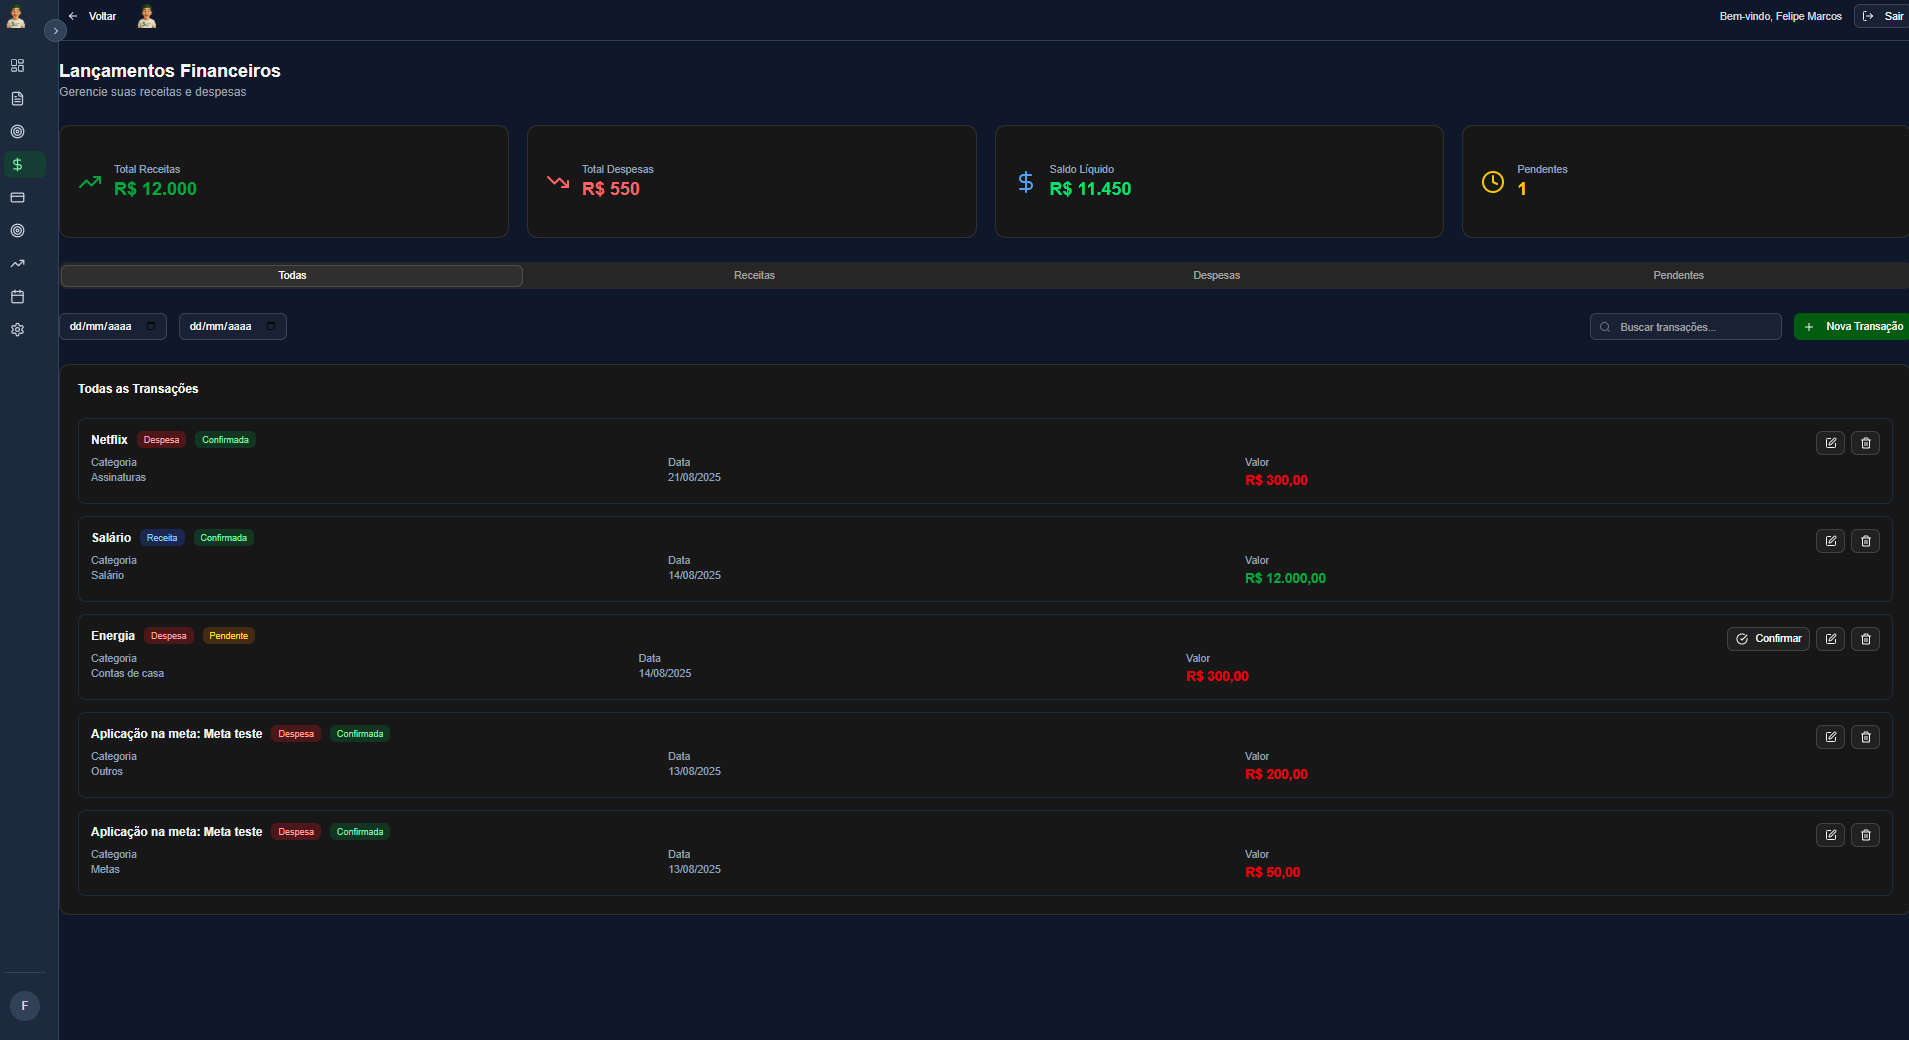 Voltar
Bem-vindo, Felipe Marcos
Sair
Lançamentos Financeiros
Gerencie suas receitas e despesas
Total Receitas
R$ 12.000
Total Despesas
R$ 550
Saldo Líquido
R$ 11.450
Pendentes
1
Todas Receitas Despesas Pendentes
dd/mm/aaaa dd/mm/aaaa Buscar transações... + Nova Transação
Todas as Transações
Netflix Despesa Confirmada
Categoria Data Valor
Assinaturas 21/08/2025 R$ 300,00
Salário Receita Confirmada
Categoria Data Valor
Salário 14/08/2025 R$ 12.000,00
Energia Despesa Pendente Confirmar
Categoria Data Valor
Contas de casa 14/08/2025 R$ 300,00
Aplicação na meta: Meta teste Despesa Confirmada
Categoria Data Valor
Outros 13/08/2025 R$ 200,00
Aplicação na meta: Meta teste Despesa Confirmada
Categoria Data Valor
Metas 13/08/2025 R$ 50,00
F